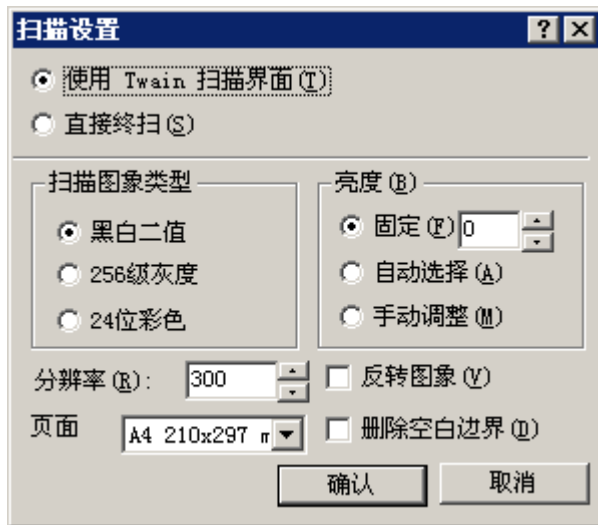 扫描设置
使用 Twain 扫描界面(T)
直接终扫(S)
扫描图象类型
黑白二值
256级灰度
24位彩色
亮度(B)
固定(F) 0
自动选择(A)
手动调整(M)
分辨率(R): 300
反转图象(V)
页面 A4 210x297 m
删除空白边界(D)
确认 取消